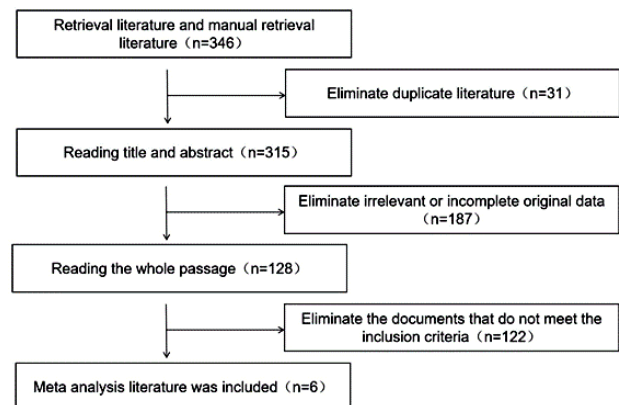 Retrieval literature and manual retrieval
literature（n=346）
Eliminate duplicate literature（n=31）
Reading title and abstract（n=315）
Eliminate irrelevant or incomplete original data
（n=187）
Reading the whole passage（n=128）
Eliminate the documents that do not meet the
inclusion criteria（n=122）
Meta analysis literature was included（n=6）